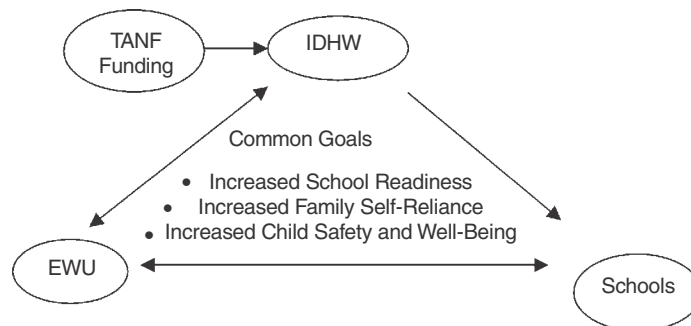 TANF
Funding
IDHW
Common Goals
• Increased School Readiness
• Increased Family Self-Reliance
• Increased Child Safety and Well-Being
EWU
Schools